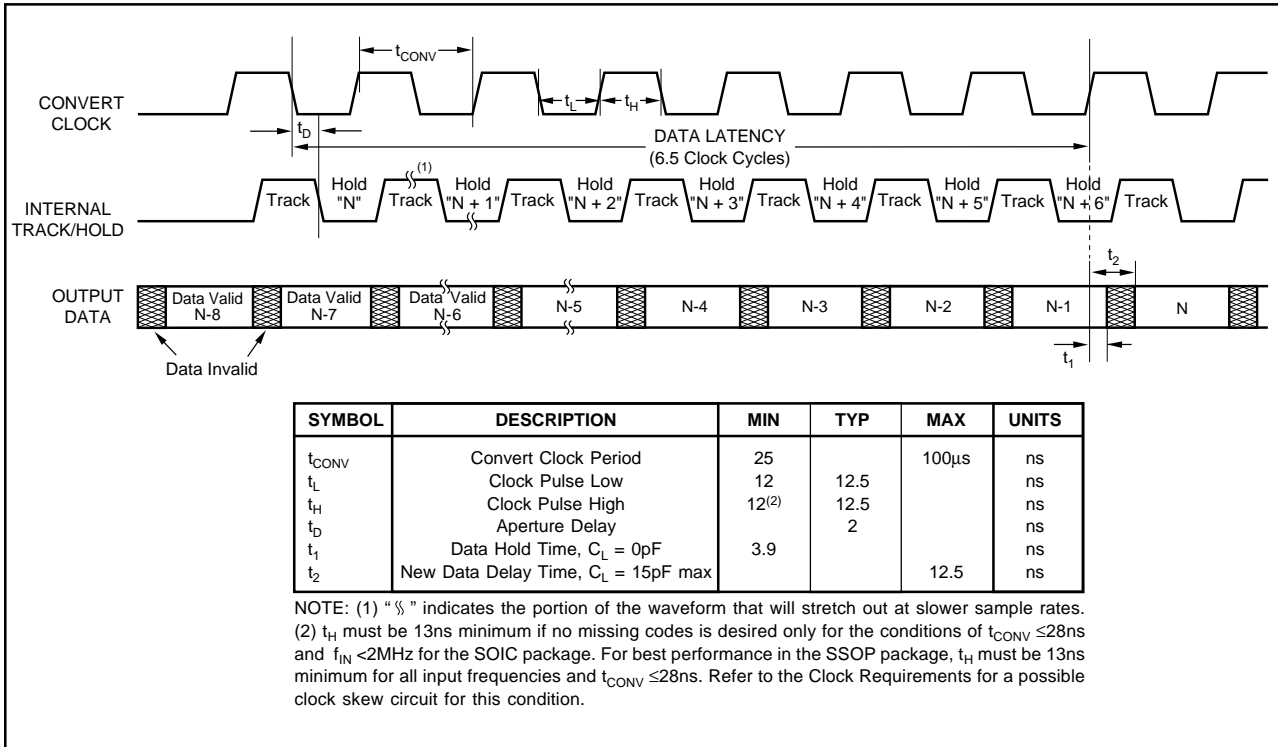 tCONV
CONVERT
CLOCK
tL
tH
tD
DATA LATENCY
(6.5 Clock Cycles)
(1)
INTERNAL
TRACK/HOLD
Track
Hold
"N"
Track
Hold
"N + 1"
Track
Hold
"N + 2"
Track
Hold
"N + 3"
Track
Hold
"N + 4"
Track
Hold
"N + 5"
Track
Hold
"N + 6"
Track
t2
OUTPUT
DATA
Data Valid
N-8
Data Valid
N-7
Data Valid
N-6
N-5
N-4
N-3
N-2
N-1
N
t1
Data Invalid
SYMBOL DESCRIPTION MIN TYP MAX UNITS
tCONV Convert Clock Period 25 100µs ns
tL Clock Pulse Low 12 12.5 ns
tH Clock Pulse High 12(2) 12.5 ns
tD Aperture Delay 2 ns
t1 Data Hold Time, CL = 0pF 3.9 ns
t2 New Data Delay Time, CL = 15pF max 12.5 ns
NOTE: (1) “ ” indicates the portion of the waveform that will stretch out at slower sample rates.
(2) tH must be 13ns minimum if no missing codes is desired only for the conditions of tCONV ≤28ns
and fIN <2MHz for the SOIC package. For best performance in the SSOP package, tH must be 13ns
minimum for all input frequencies and tCONV ≤28ns. Refer to the Clock Requirements for a possible
clock skew circuit for this condition.